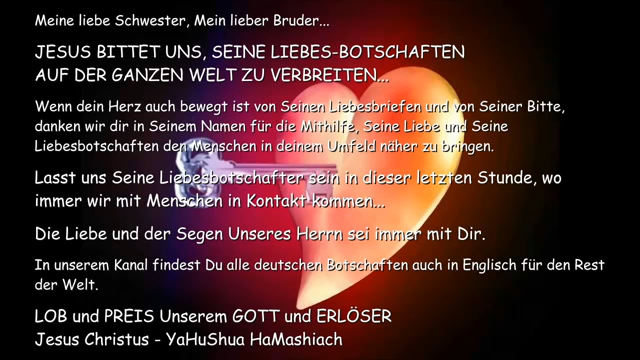 Meine liebe Schwester, Mein lieber Bruder...
JESUS BITTET UNS, SEINE LIEBES-BOTSCHAFTEN
AUF DER GANZEN WELT ZU VERBREITEN...
Wenn dein Herz auch bewegt ist von Seinen Liebesbriefen und von Seiner Bitte,
danken wir dir in Seinem Namen für die Mithilfe, Seine Liebe und Seine
Liebesbotschaften den Menschen in deinem Umfeld näher zu bringen.
Lasst uns Seine Liebesbotschafter sein in dieser letzten Stunde, wo
immer wir mit Menschen in Kontakt kommen...
Die Liebe und der Segen Unseres Herrn sei immer mit Dir.
In unserem Kanal findest Du alle deutschen Botschaften auch in Englisch für den Rest
der Welt.
LOB und PREIS Unserem GOTT und ERLÖSER
Jesus Christus - YaHuShua HaMashiach